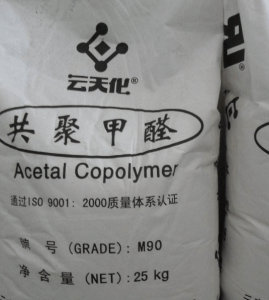 云天化®
共聚甲醛
Acetal Copolymer
通过ISO 9001: 2000质量体系认证
牌 号 (GRADE): M90
净 含 量 (NET): 25 kg